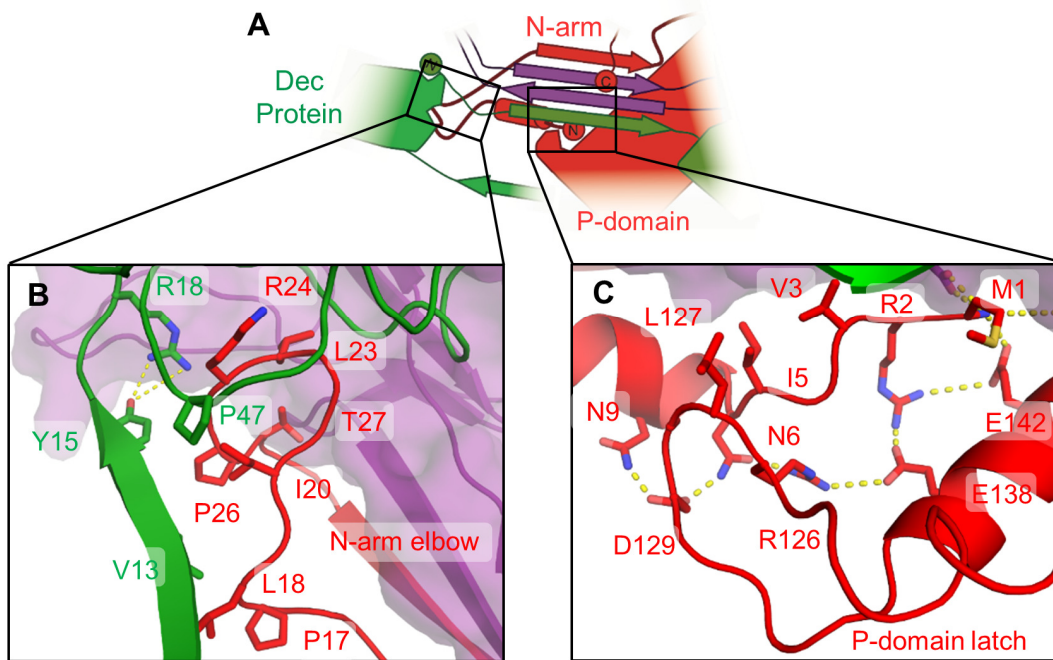 A
N-arm
N
C
Dec
Protein
N
P-domain
B
R18
R24
L23
Y15
P47
T27
P26
I20
N-arm elbow
V13
L18
P17
C
V3
R2
M1
L127
I5
N9
N6
E142
E138
D129
R126
P-domain latch